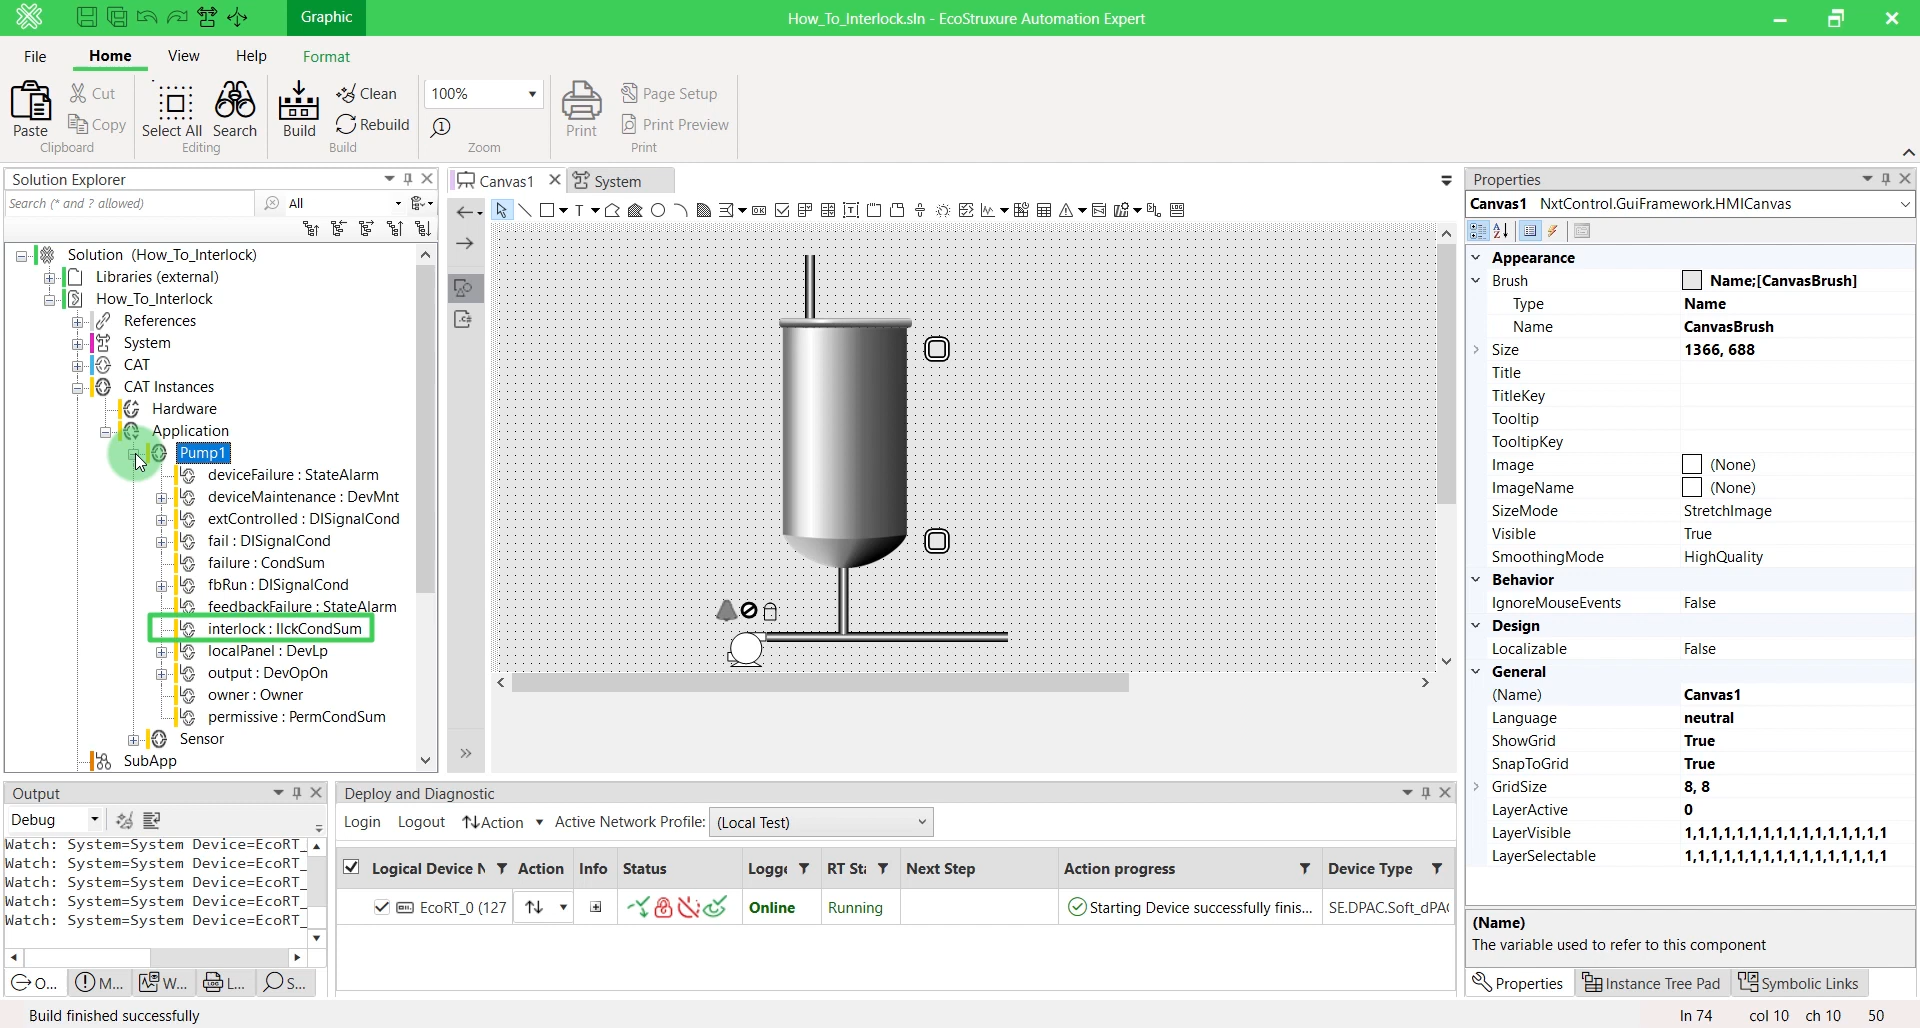 Graphic
How_To_Interlock.sln - EcoStruxure Automation Expert
File Home View Help Format
Paste
Cut
Copy
Clipboard
Select All
Search
Editing
Build
Clean
Rebuild
Build
100%
Zoom
Print
Page Setup
Print Preview
Print
Solution Explorer
Search (* and ? allowed)
All
Solution (How_To_Interlock)
Libraries (external)
How_To_Interlock
References
System
CAT
CAT Instances
Hardware
Application
Pump1
deviceFailure : StateAlarm
deviceMaintenance : DevMnt
extControlled : DISignalCond
fail : DISignalCond
failure : CondSum
fbRun : DISignalCond
feedbackFailure : StateAlarm
interlock : IlckCondSum
localPanel : DevLp
output : DevOpOn
owner : Owner
permissive : PermCondSum
Sensor
SubApp
Canvas1
System
Properties
Canvas1 NxtControl.GuiFramework.HMICanvas
Appearance
Brush Name;[CanvasBrush]
Type Name
Name CanvasBrush
Size 1366, 688
Title
TitleKey
Tooltip
TooltipKey
Image (None)
ImageName (None)
SizeMode StretchImage
Visible True
SmoothingMode HighQuality
Behavior
IgnoreMouseEvents False
Design
Localizable False
General
(Name) Canvas1
Language neutral
ShowGrid True
SnapToGrid True
GridSize 8, 8
LayerActive 0
LayerVisible 1,1,1,1,1,1,1,1,1,1,1,1,1,1,1,1
LayerSelectable 1,1,1,1,1,1,1,1,1,1,1,1,1,1,1,1
(Name)
The variable used to refer to this component
Properties
Instance Tree Pad
Symbolic Links
Output
Debug
Watch: System=System Device=EcoRT_
Watch: System=System Device=EcoRT_
Watch: System=System Device=EcoRT_
Watch: System=System Device=EcoRT_
Watch: System=System Device=EcoRT_
O... M... W... L... S...
Deploy and Diagnostic
Login Logout Action Active Network Profile: (Local Test)
Logical Device N Action Info Status Logge RT Sta Next Step Action progress Device Type
EcoRT_0 (127 Online Running Starting Device successfully finis... SE.DPAC.Soft_dPAC
Build finished successfully
ln 74 col 10 ch 10 50